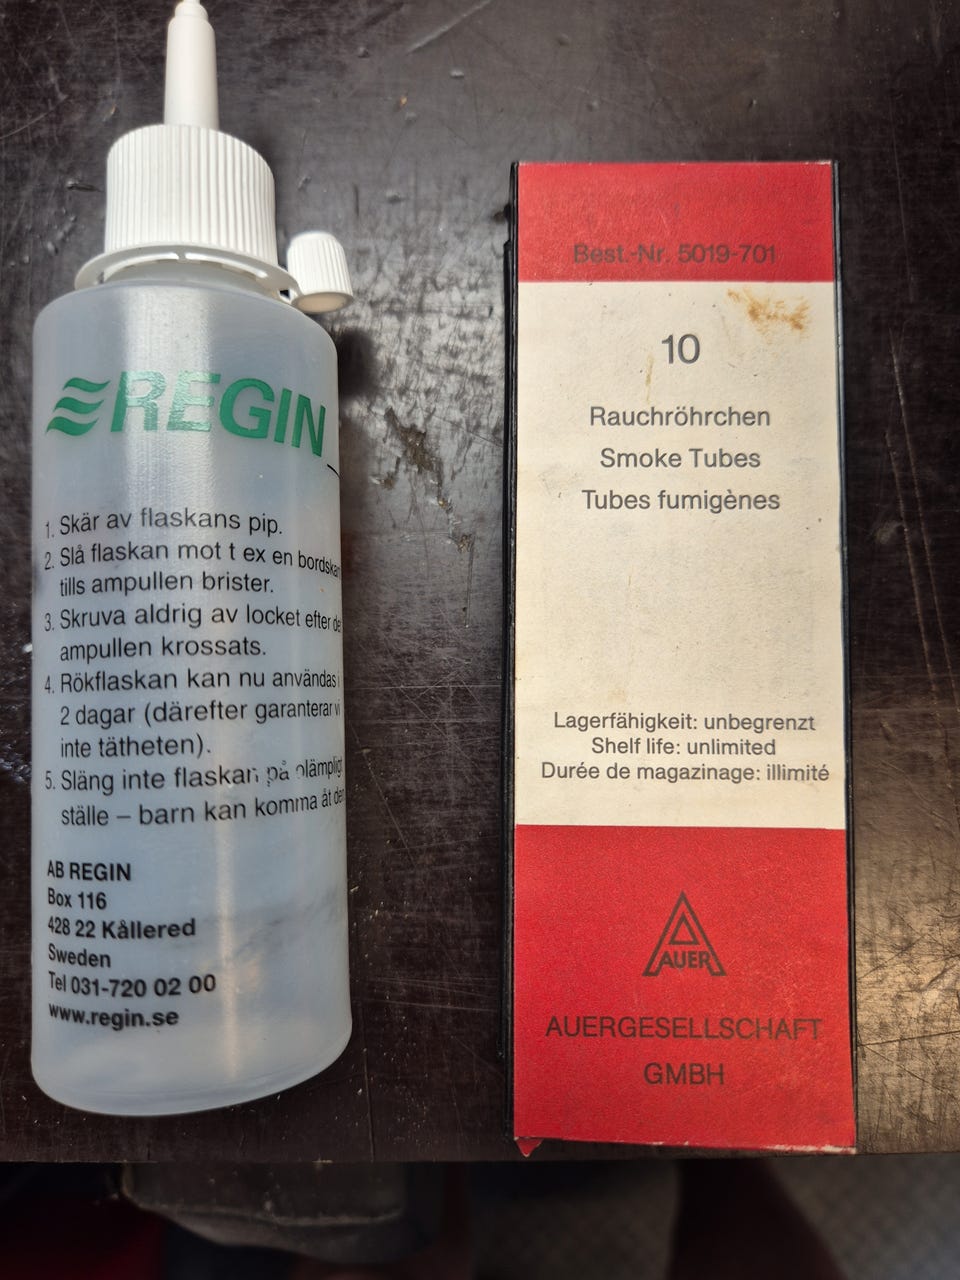 REGIN
1. Skär av flaskans pip.
2. Slå flaskan mot t ex en
tills ampullen brister.
3. Skruva aldrig av locket efter
ampullen krossats.
4. Rökflaskan kan nu användas
2 dagar (därefter garanterar vi
inte tätheten).
5. Släng inte flaskan på
ställe – barn kan komma åt
AB REGIN
Box 116
428 22 Kållered
Sweden
Tel 031-720 02 00
www.regin.se
Best.-Nr. 5019-701
10
Rauchröhrchen
Smoke Tubes
Tubes fumigènes
Lagerfähigkeit: unbegrenzt
Shelf life: unlimited
Durée de magazinage: illimité
AUER
AUERGESELLSCHAFT
GMBH